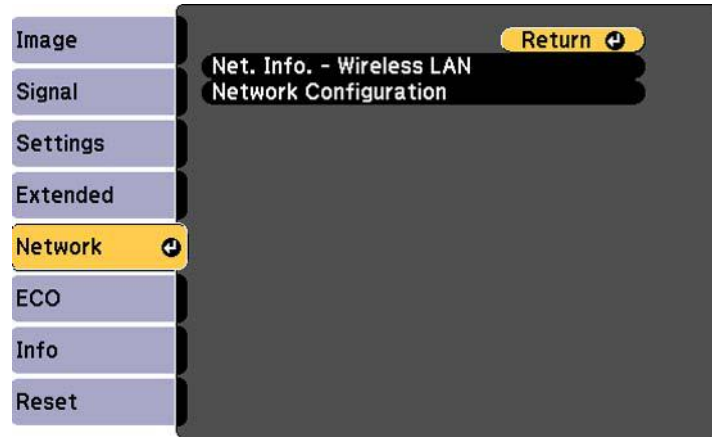 Image
Signal
Settings
Extended
Network
ECO
Info
Reset
Return
Net. Info. - Wireless LAN
Network Configuration